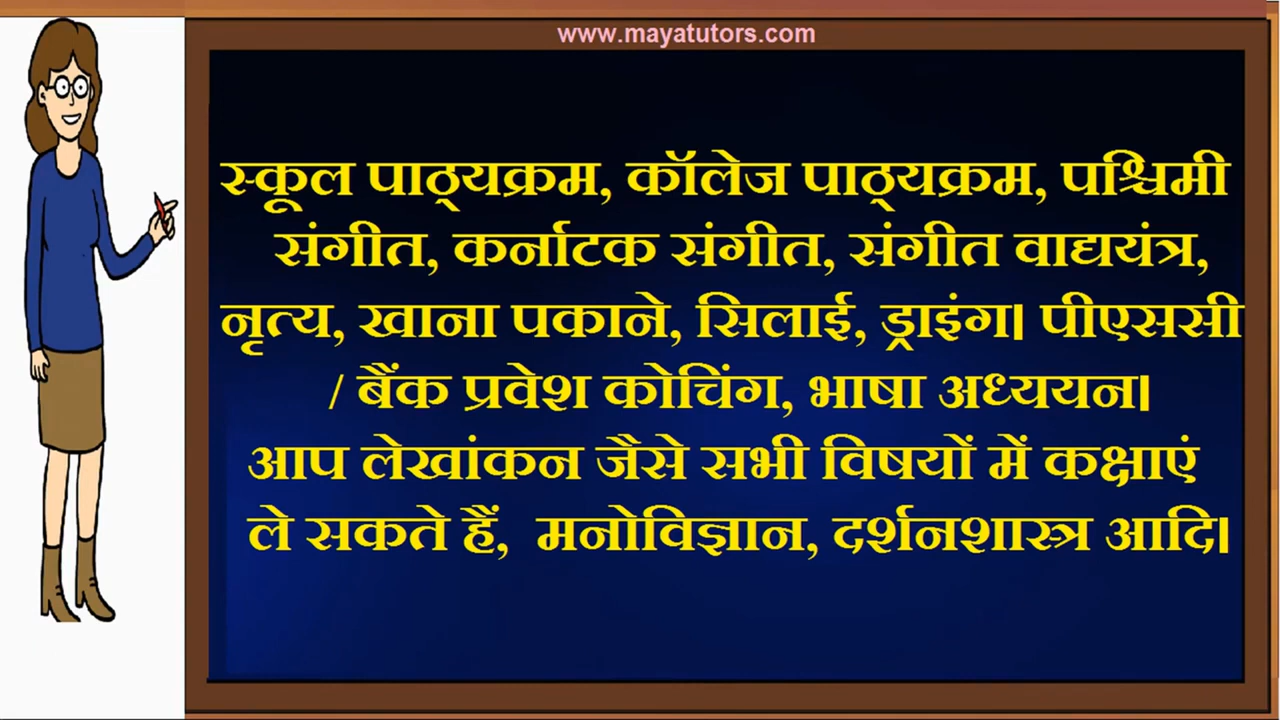 www.mayatutors.com
स्कूल पाठ्यक्रम, कॉलेज पाठ्यक्रम, पश्चिमी
संगीत, कर्नाटक संगीत, संगीत वाद्ययंत्र,
नृत्य, खाना पकाने, सिलाई, ड्राइंग। पीएससी
/ बैंक प्रवेश कोचिंग, भाषा अध्ययन।
आप लेखांकन जैसे सभी विषयों में कक्षाएं
ले सकते हैं, मनोविज्ञान, दर्शनशास्त्र आदि।